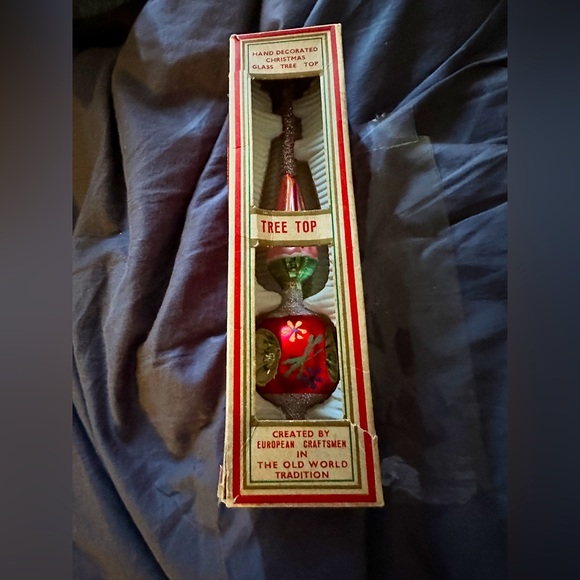 HAND DECORATED
CHRISTMAS
GLASS TREE TOP
TREE TOP
CREATED BY
EUROPEAN CRAFTSMEN
IN
THE OLD WORLD
TRADITION